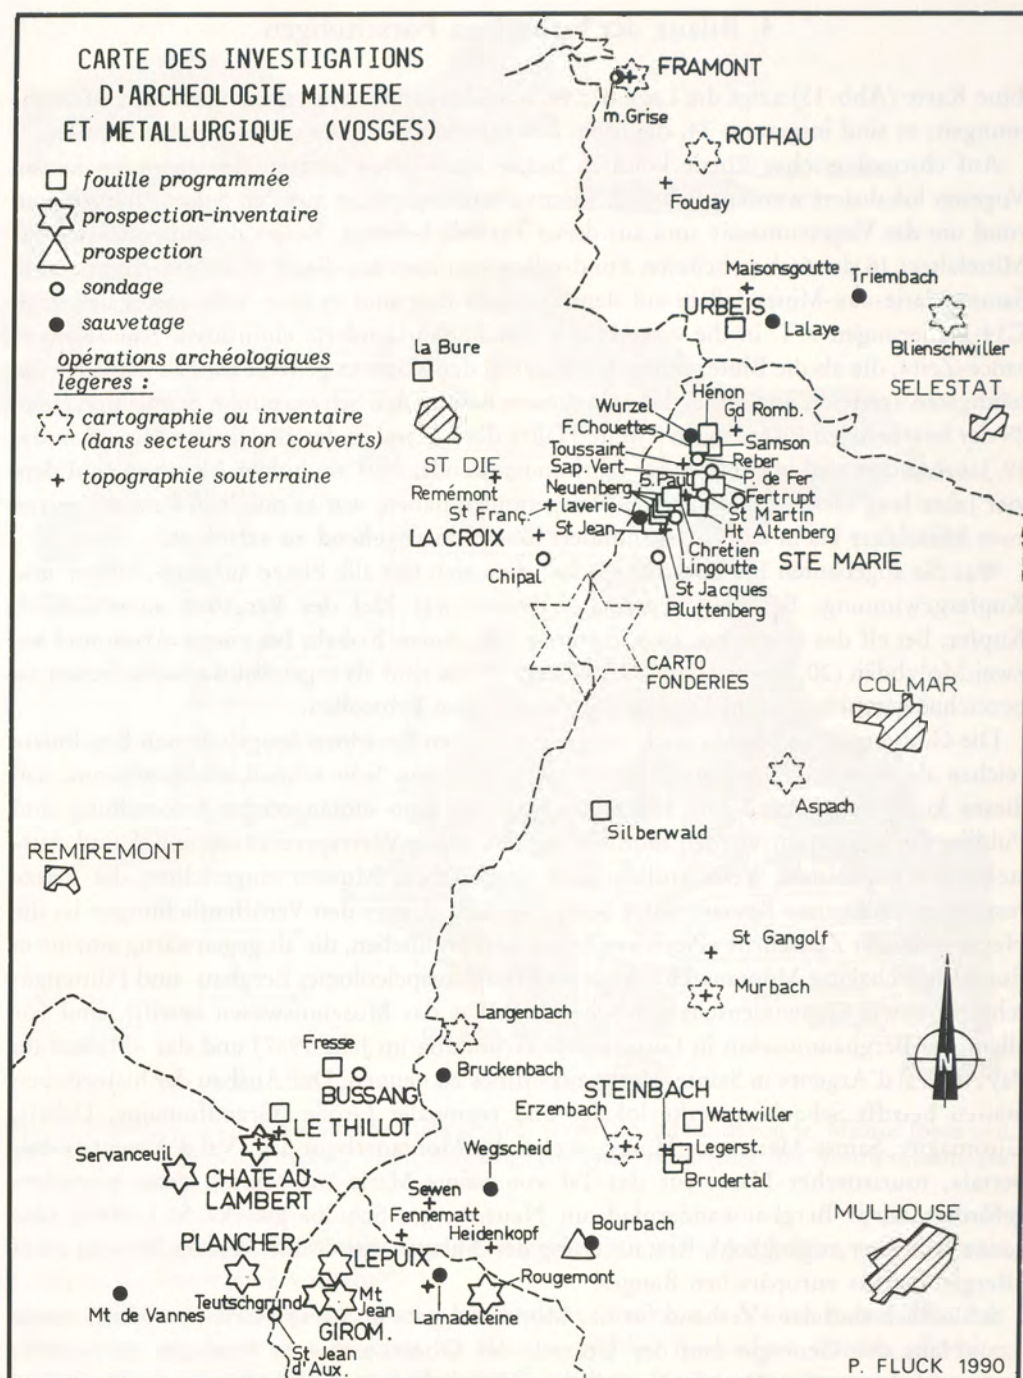 CARTE DES INVESTIGATIONS
D'ARCHEOLOGIE MINIERE
ET METALLURGIQUE (VOSGES)
fouille programmée
prospection-inventaire
prospection
sondage
sauvetage
opérations archéologiques
légères :
cartographie ou inventaire
(dans secteurs non couverts)
topographie souterraine
FRAMONT
m.Grise
ROTHAU
Fouday
Maisonsgoutte
Triembach
URBEIS
Lalaye
Blienschwiller
SELESTAT
la Bure
ST DIE
Remémont
Hénon
Wurzel
Gd Romb.
F. Chouettes
Samson
Toussaint
Reber
Sap. Vert
S.Paul
P. de Fer
Neuenberg
Fertrupt
laverie
St Franç.
St Martin
St Jean
Ht. Altenberg
LA CROIX
Chrétien
STE MARIE
Lingoutte
Chipal
St Jacques
Bluttenberg
CARTO
FONDERIES
COLMAR
Aspach
Silberwald
REMIREMONT
St Gangolf
Murbach
Langenbach
N
Fresse
Bruckenbach
BUSSANG
STEINBACH
Erzenbach
Wattwiller
LE THILLOT
Servanceuil
Wegscheid
Legerst.
CHATEAU
LAMBERT
Brudertal
Sewen
Fennematt
MULHOUSE
PLANCHER
Heidenkopf
Bourbach
LEPUIX
Rougemont
Teutschgrund
Mt
Jean
Mt de Vannes
Lamadeleine
GIROM.
St Jean
d'Aux.
P. FLUCK 1990